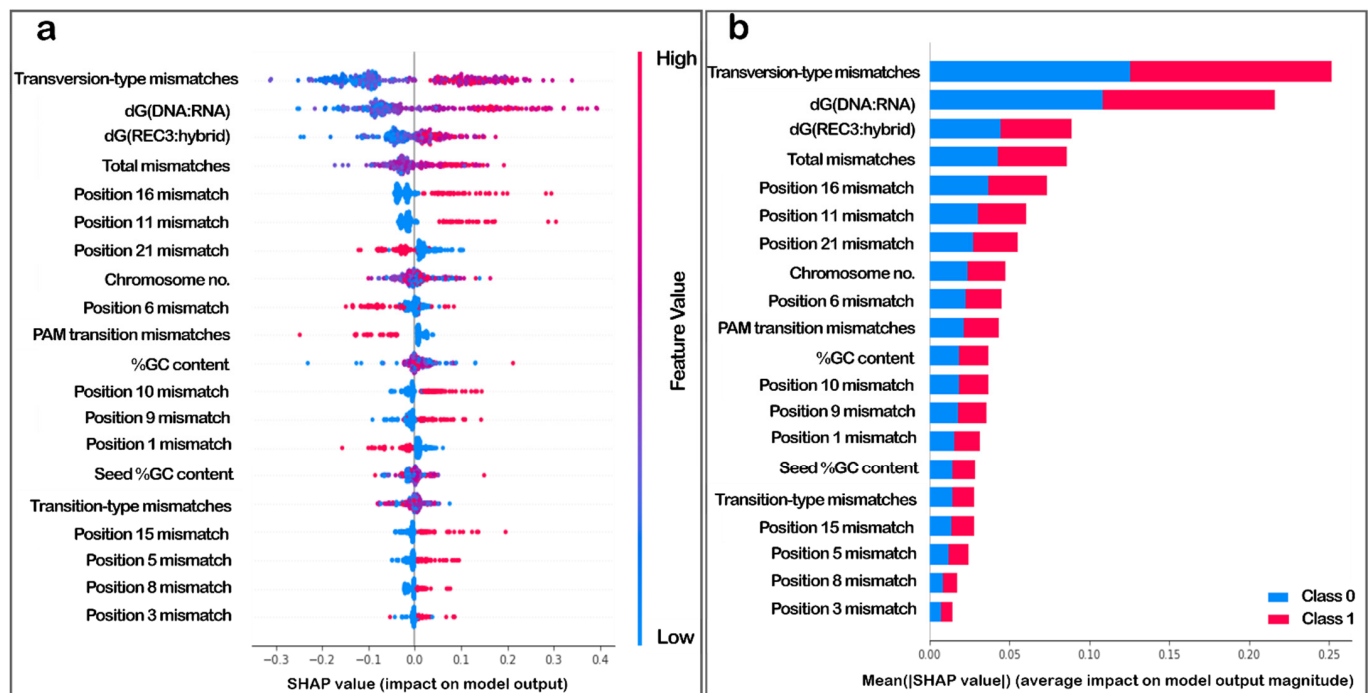 a
Transversion-type mismatches
dG(DNA:RNA)
dG(REC3:hybrid)
Total mismatches
Position 16 mismatch
Position 11 mismatch
Position 21 mismatch
Chromosome no.
Position 6 mismatch
PAM transition mismatches
%GC content
Position 10 mismatch
Position 9 mismatch
Position 1 mismatch
Seed %GC content
Transition-type mismatches
Position 15 mismatch
Position 5 mismatch
Position 8 mismatch
Position 3 mismatch
−0.3 −0.2 −0.1 0.0 0.1 0.2 0.3 0.4
SHAP value (impact on model output)
High
Feature Value
Low
b
Transversion-type mismatches
dG(DNA:RNA)
dG(REC3:hybrid)
Total mismatches
Position 16 mismatch
Position 11 mismatch
Position 21 mismatch
Chromosome no.
Position 6 mismatch
PAM transition mismatches
%GC content
Position 10 mismatch
Position 9 mismatch
Position 1 mismatch
Seed %GC content
Transition-type mismatches
Position 15 mismatch
Position 5 mismatch
Position 8 mismatch
Position 3 mismatch
Class 0
Class 1
0.00 0.05 0.10 0.15 0.20 0.25
Mean(|SHAP value|) (average impact on model output magnitude)